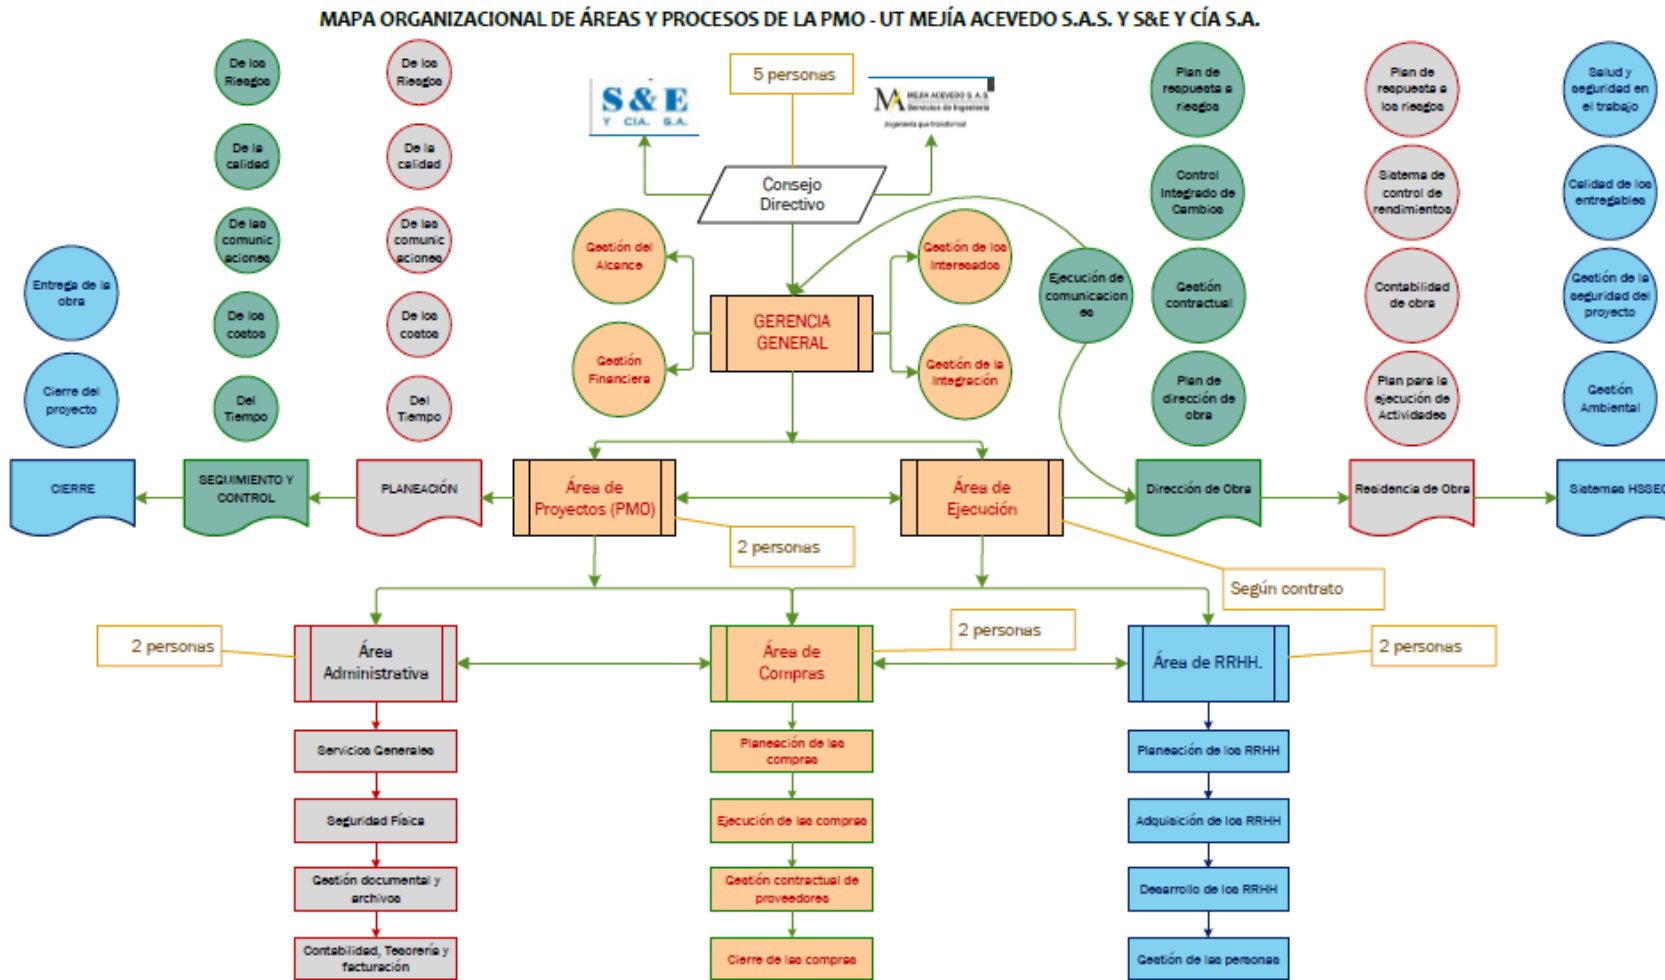 MAPA ORGANIZACIONAL DE ÁREAS Y PROCESOS DE LA PMO - UT MEJÍA ACEVEDO S.A.S. Y S&E Y CÍA S.A.
5 personas
S & E
Y CIA. S.A.
MA
MEJÍA ACEVEDO S. A. S.
Servicios de Ingeniería
¡Ingeniería que transforma!
Consejo
Directivo
Gestión del
Alcance
Gestión de los
Interesados
GERENCIA
GENERAL
Gestión
Financiera
Gestión de la
Integración
Entrega de la
obra
Cierre del
proyecto
CIERRE
De los
Riesgos
De la
calidad
De las
comunic
aciones
De los
costos
Del
Tiempo
SEGUIMIENTO Y
CONTROL
De los
Riesgos
De la
calidad
De las
comunic
aciones
De los
costos
Del
Tiempo
PLANEACIÓN
Área de
Proyectos (PMO)
2 personas
Área de
Ejecución
Según contrato
Ejecución de
comunicacion
es
Plan de
respuesta a
riesgos
Control
Integrado de
Cambios
Gestión
contractual
Plan de
dirección de
obra
Dirección de Obra
Plan de
respuesta a
los riesgos
Sistema de
control de
rendimientos
Contabilidad
de obra
Plan para la
ejecución de
Actividades
Residencia de Obra
Salud y
seguridad en
el trabajo
Calidad de los
entregables
Gestión de la
seguridad del
proyecto
Gestión
Ambiental
Sistemas HSSEQ
2 personas
Área
Administrativa
Servicios Generales
Seguridad Física
Gestión documental y
archivos
Contabilidad, Tesorería y
facturación
2 personas
Área de
Compras
Planeación de las
compras
Ejecución de las compras
Gestión contractual de
proveedores
Cierre de las compras
2 personas
Área de RRHH.
Planeación de los RRHH
Adquisición de los RRHH
Desarrollo de los RRHH
Gestión de las personas